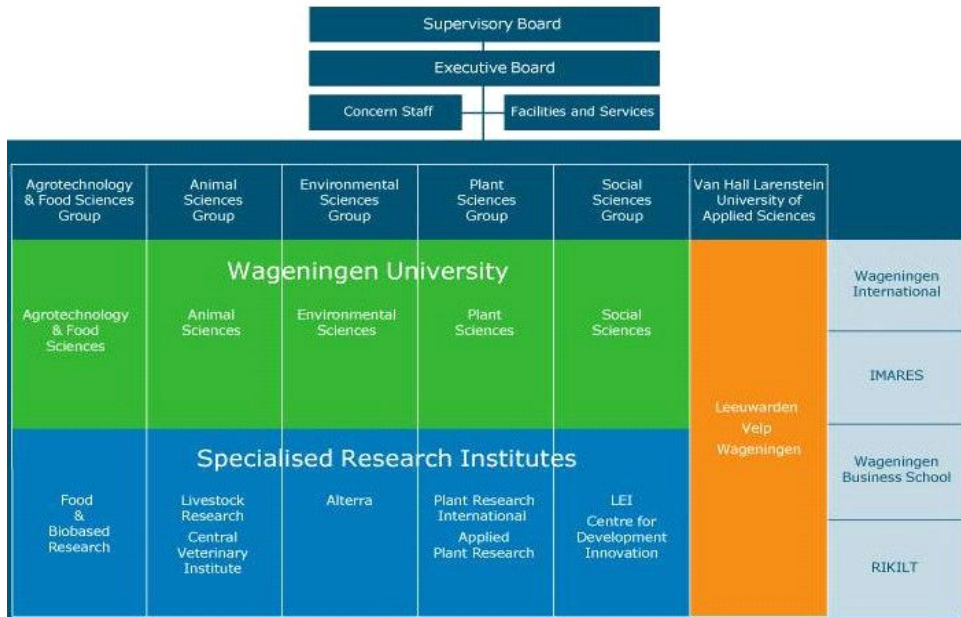 Supervisory Board
Executive Board
Concern Staff
Facilities and Services
Agrotechnology
& Food Sciences
Group
Animal
Sciences
Group
Environmental
Sciences
Group
Plant
Sciences
Group
Social
Sciences
Group
Van Hall Larenstein
University of
Applied Sciences
Wageningen University
Agrotechnology
& Food
Sciences
Animal
Sciences
Environmental
Sciences
Plant
Sciences
Social
Sciences
Specialised Research Institutes
Food
&
Biobased
Research
Livestock
Research
Central
Veterinary
Institute
Alterra
Plant Research
International
Applied
Plant Research
LEI
Centre for
Development
Innovation
Leeuwarden
Velp
Wageningen
Wageningen
International
IMARES
Wageningen
Business School
RIKILT